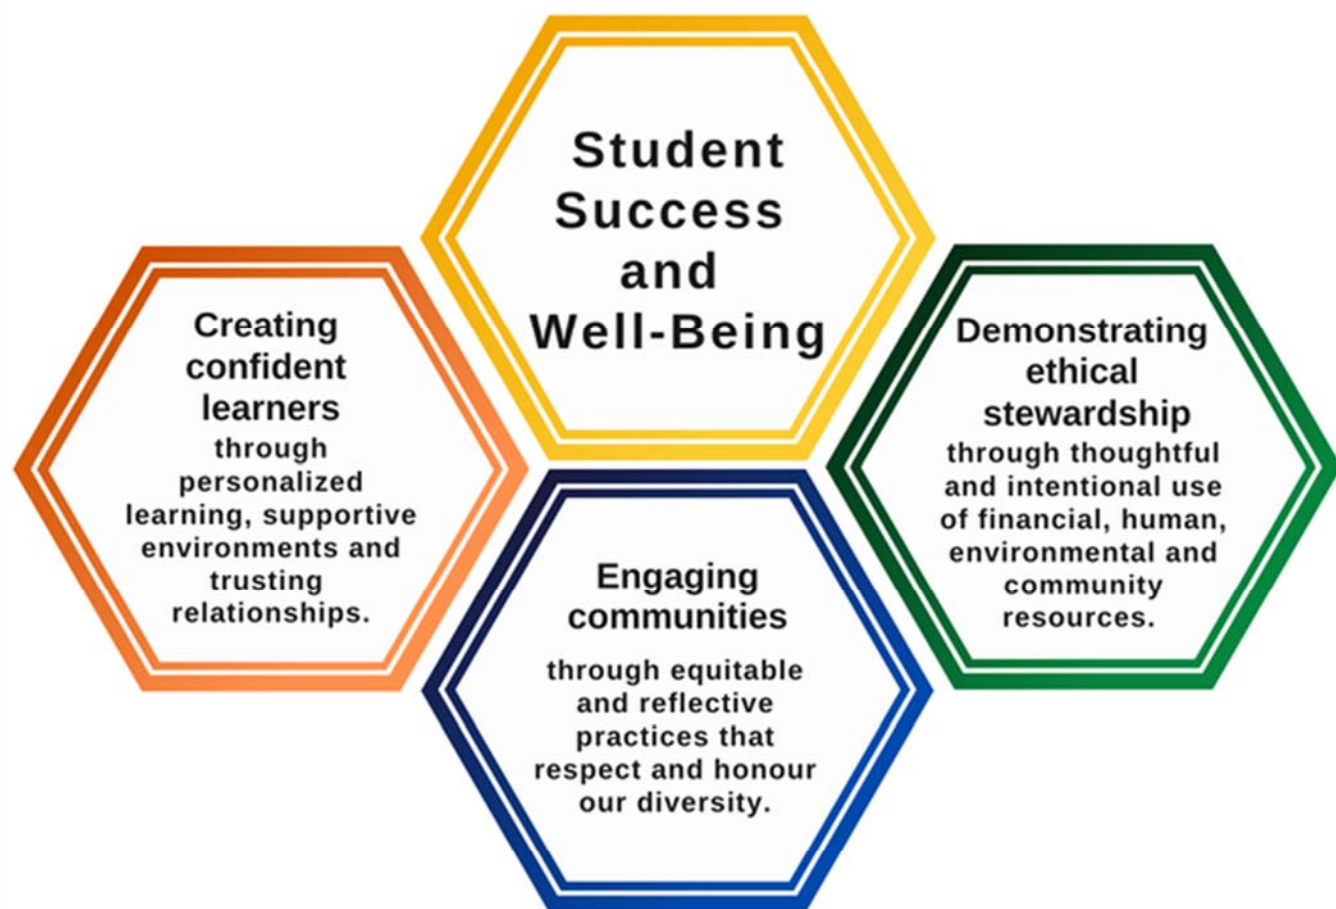 Student
Success
and
Well-Being
Creating
confident
learners
through
personalized
learning, supportive
environments and
trusting
relationships.
Engaging
communities
through equitable
and reflective
practices that
respect and honour
our diversity.
Demonstrating
ethical
stewardship
through thoughtful
and intentional use
of financial, human,
environmental and
community
resources.